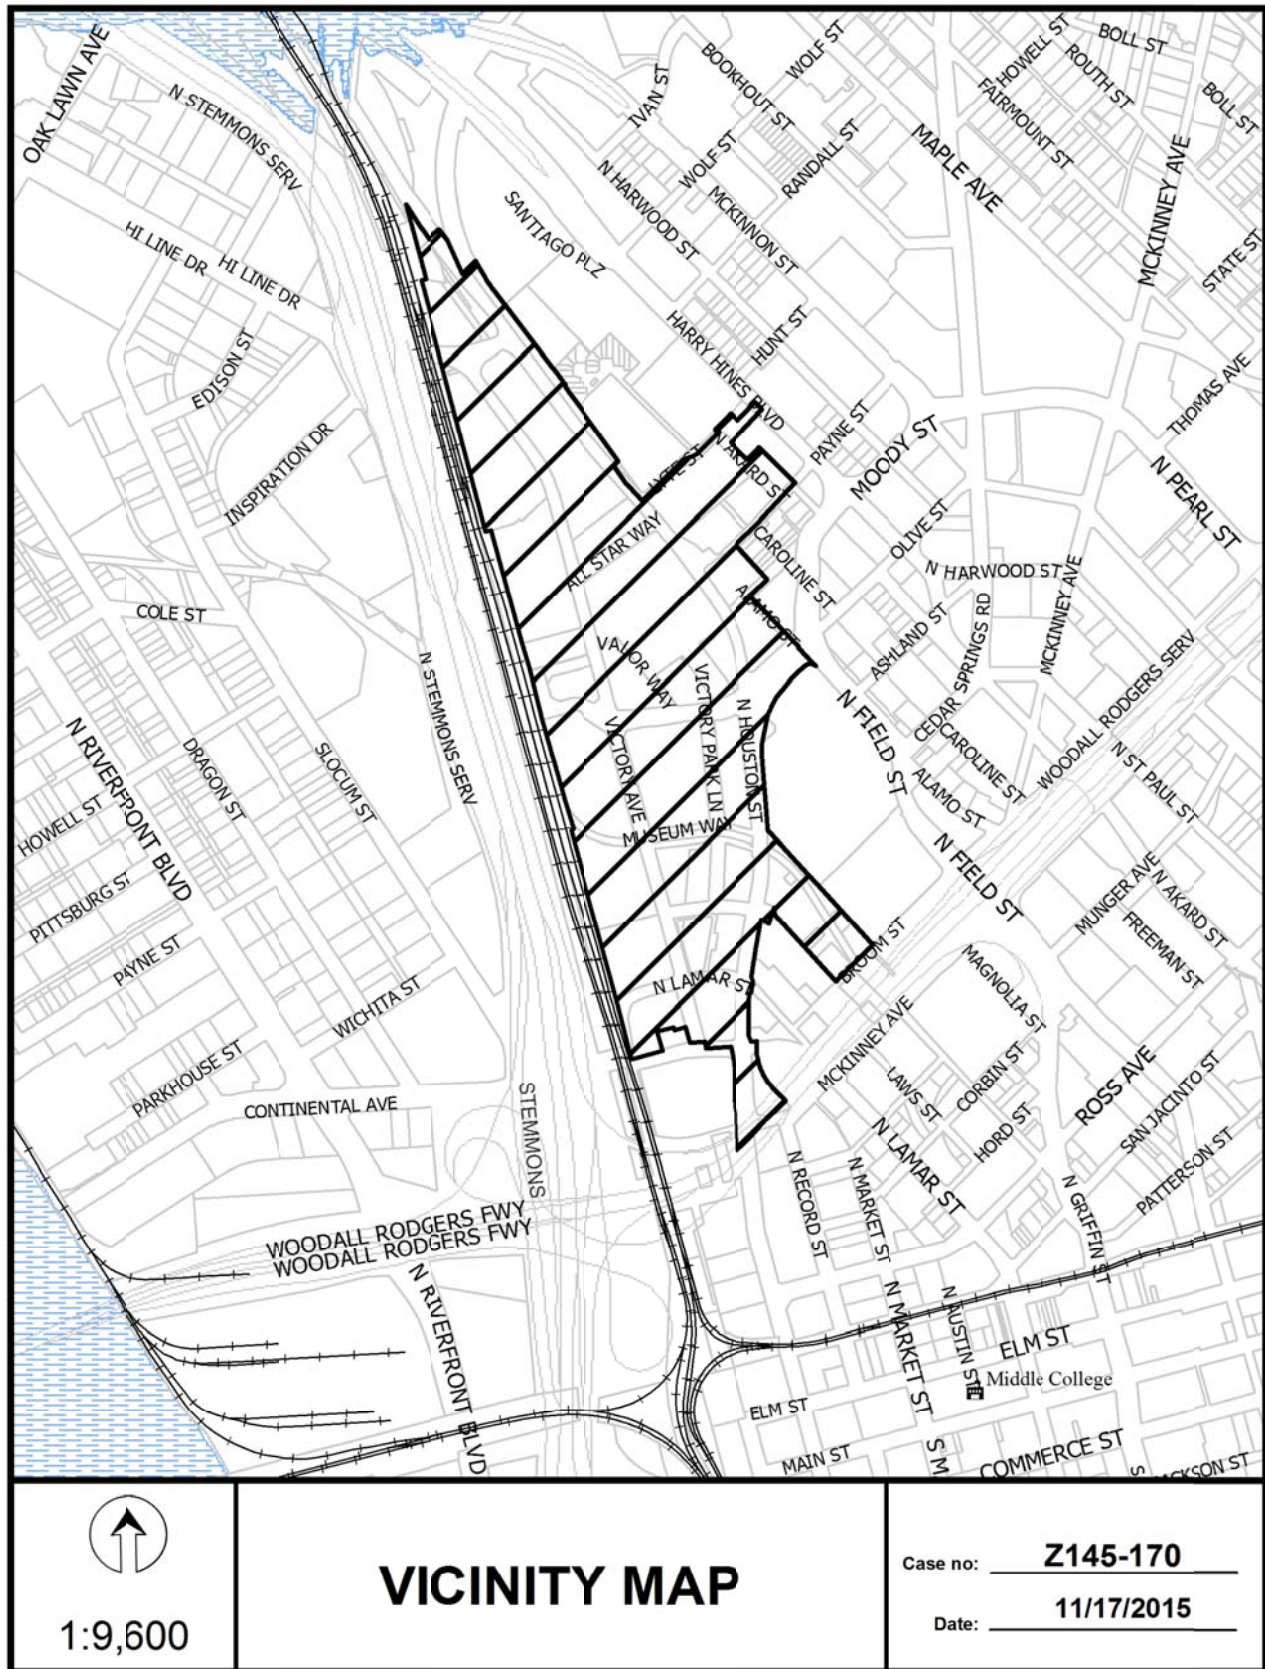 OAK LAWN AVE
N STEMMONS SERV
HI LINE DR
HI LINE DR
EDISON ST
INSPIRATION DR
IVAN ST
BOOKHOUT ST
WOLF ST
WOLF ST
RANDALL ST
N HARWOOD ST
MCKINNON ST
SANTIAGO PLZ
HOWELL ST
BOLL ST
ROUTH ST
FAIRMOUNT ST
BOLL ST
MAPLE AVE
MCKINNEY AVE
STATE ST
HARRY HINES BLVD
HUNT ST
THOMAS AVE
PAYNE ST
MOODY ST
N PEARL ST
N AKARD ST
LYTE ST
ALL STAR WAY
CAROLINE ST
OLIVE ST
N HARWOOD ST
ALAMO ST
ASHLAND ST
CEDAR SPRINGS RD
MCKINNEY AVE
COLE ST
N STEMMONS SERV
VALOR WAY
VICTORY PARK LN
N HOUSTON ST
VICTORY AVE
MUSEUM WAY
N FIELD ST
CAROLINE ST
ALAMO ST
WOODALL RODGERS SERV
N ST PAUL ST
N RIVERFRONT BLVD
DRAGON ST
SLOCUM ST
HOWELL ST
PITTSBURG ST
PAYNE ST
WICHITA ST
PARKHOUSE ST
CONTINENTAL AVE
N FIELD ST
MUNGER AVE
N AKARD ST
FREEMAN ST
BROOM ST
MAGNOLIA ST
N LAMAR ST
MCKINNEY AVE
LAWS ST
CORBIN ST
HORD ST
ROSS AVE
SAN JACINTO ST
PATTERSON ST
N LAMAR ST
STEMMONS
N RECORD ST
N MARKET ST
N GRIFFIN ST
WOODALL RODGERS FWY
WOODALL RODGERS FWY
N RIVERFRONT BLVD
N MARKET ST
N AUSTIN ST
ELM ST
Middle College
ELM ST
MAIN ST
S M
COMMERCE ST
S
CKSON ST
1:9,600
VICINITY MAP
Case no: Z145-170
Date: 11/17/2015